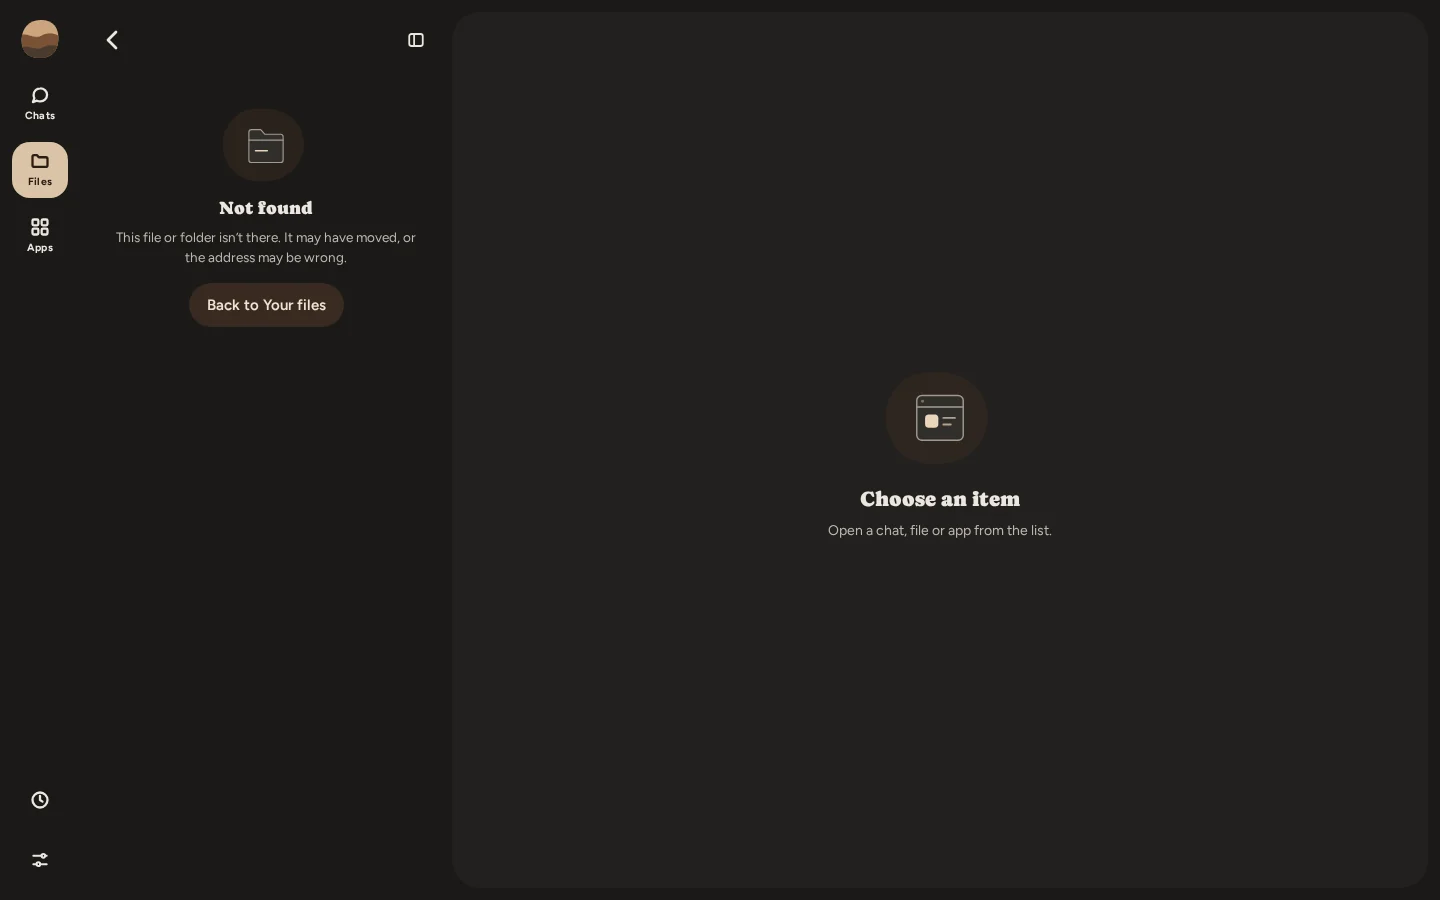 Chats
Files
Apps
Not found
This file or folder isn't there. It may have moved, or
the address may be wrong.
Back to Your files
Choose an item
Open a chat, file or app from the list.